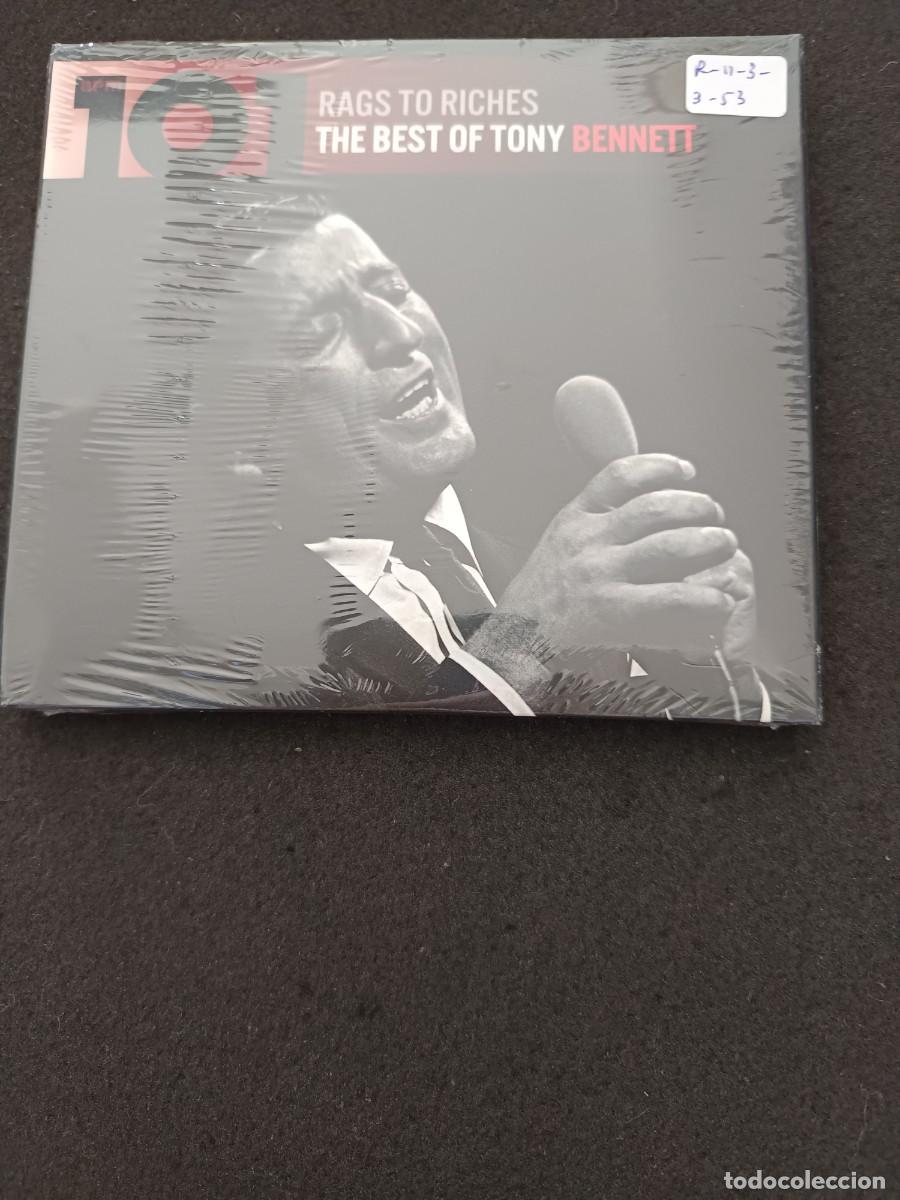 101
RAGS TO RICHES
THE BEST OF TONY BENNETT
R-11-3-
3-53
todocoleccion